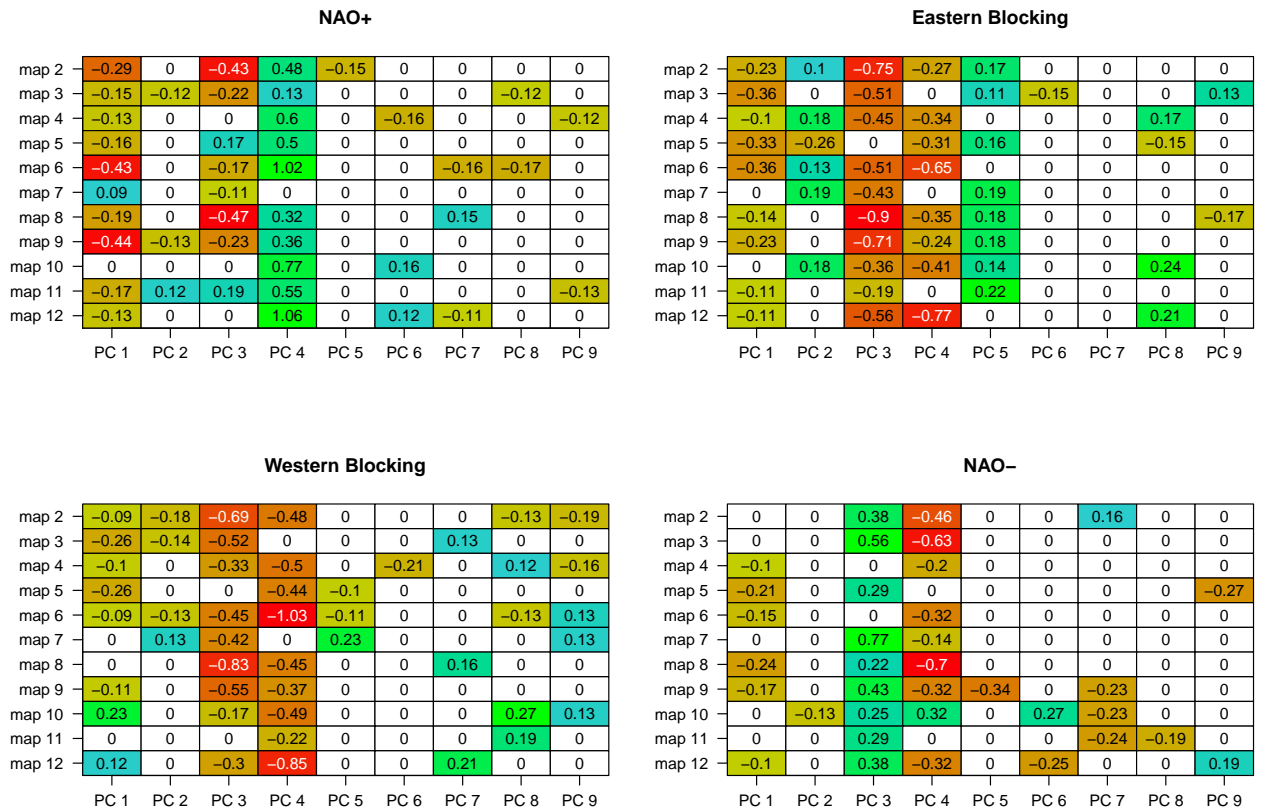 NAO+
map 2 −0.29 0 −0.43 0.48 −0.15 0 0 0 0
map 3 −0.15 −0.12 −0.22 0.13 0 0 0 −0.12 0
map 4 −0.13 0 0 0.6 0 −0.16 0 0 −0.12
map 5 −0.16 0 0.17 0.5 0 0 0 0 0
map 6 −0.43 0 −0.17 1.02 0 0 −0.16 −0.17 0
map 7 0.09 0 −0.11 0 0 0 0 0 0
map 8 −0.19 0 −0.47 0.32 0 0 0.15 0 0
map 9 −0.44 −0.13 −0.23 0.36 0 0 0 0 0
map 10 0 0 0 0.77 0 0.16 0 0 0
map 11 −0.17 0.12 0.19 0.55 0 0 0 0 −0.13
map 12 −0.13 0 0 1.06 0 0.12 −0.11 0 0
PC 1 PC 2 PC 3 PC 4 PC 5 PC 6 PC 7 PC 8 PC 9
Eastern Blocking
map 2 −0.23 0.1 −0.75 −0.27 0.17 0 0 0 0
map 3 −0.36 0 −0.51 0 0.11 −0.15 0 0 0.13
map 4 −0.1 0.18 −0.45 −0.34 0 0 0 0.17 0
map 5 −0.33 −0.26 0 −0.31 0.16 0 0 −0.15 0
map 6 −0.36 0.13 −0.51 −0.65 0 0 0 0 0
map 7 0 0.19 −0.43 0 0.19 0 0 0 0
map 8 −0.14 0 −0.9 −0.35 0.18 0 0 0 −0.17
map 9 −0.23 0 −0.71 −0.24 0.18 0 0 0 0
map 10 0 0.18 −0.36 −0.41 0.14 0 0 0.24 0
map 11 −0.11 0 −0.19 0 0.22 0 0 0 0
map 12 −0.11 0 −0.56 −0.77 0 0 0 0.21 0
PC 1 PC 2 PC 3 PC 4 PC 5 PC 6 PC 7 PC 8 PC 9
Western Blocking
map 2 −0.09 −0.18 −0.69 −0.48 0 0 0 −0.13 −0.19
map 3 −0.26 −0.14 −0.52 0 0 0 0.13 0 0
map 4 −0.1 0 −0.33 −0.5 0 −0.21 0 0.12 −0.16
map 5 −0.26 0 0 −0.44 −0.1 0 0 0 0
map 6 −0.09 −0.13 −0.45 −1.03 −0.11 0 0 −0.13 0.13
map 7 0 0.13 −0.42 0 0.23 0 0 0 0.13
map 8 0 0 −0.83 −0.45 0 0 0.16 0 0
map 9 −0.11 0 −0.55 −0.37 0 0 0 0 0
map 10 0.23 0 −0.17 −0.49 0 0 0 0.27 0.13
map 11 0 0 0 −0.22 0 0 0 0.19 0
map 12 0.12 0 −0.3 −0.85 0 0 0.21 0 0
PC 1 PC 2 PC 3 PC 4 PC 5 PC 6 PC 7 PC 8 PC 9
NAO−
map 2 0 0 0.38 −0.46 0 0 0.16 0 0
map 3 0 0 0.56 −0.63 0 0 0 0 0
map 4 −0.1 0 0 −0.2 0 0 0 0 0
map 5 −0.21 0 0.29 0 0 0 0 0 −0.27
map 6 −0.15 0 0 −0.32 0 0 0 0 0
map 7 0 0 0.77 −0.14 0 0 0 0 0
map 8 −0.24 0 0.22 −0.7 0 0 0 0 0
map 9 −0.17 0 0.43 −0.32 −0.34 0 −0.23 0 0
map 10 0 −0.13 0.25 0.32 0 0.27 −0.23 0 0
map 11 0 0 0.29 0 0 0 −0.24 −0.19 0
map 12 −0.1 0 0.38 −0.32 0 −0.25 0 0 0.19
PC 1 PC 2 PC 3 PC 4 PC 5 PC 6 PC 7 PC 8 PC 9